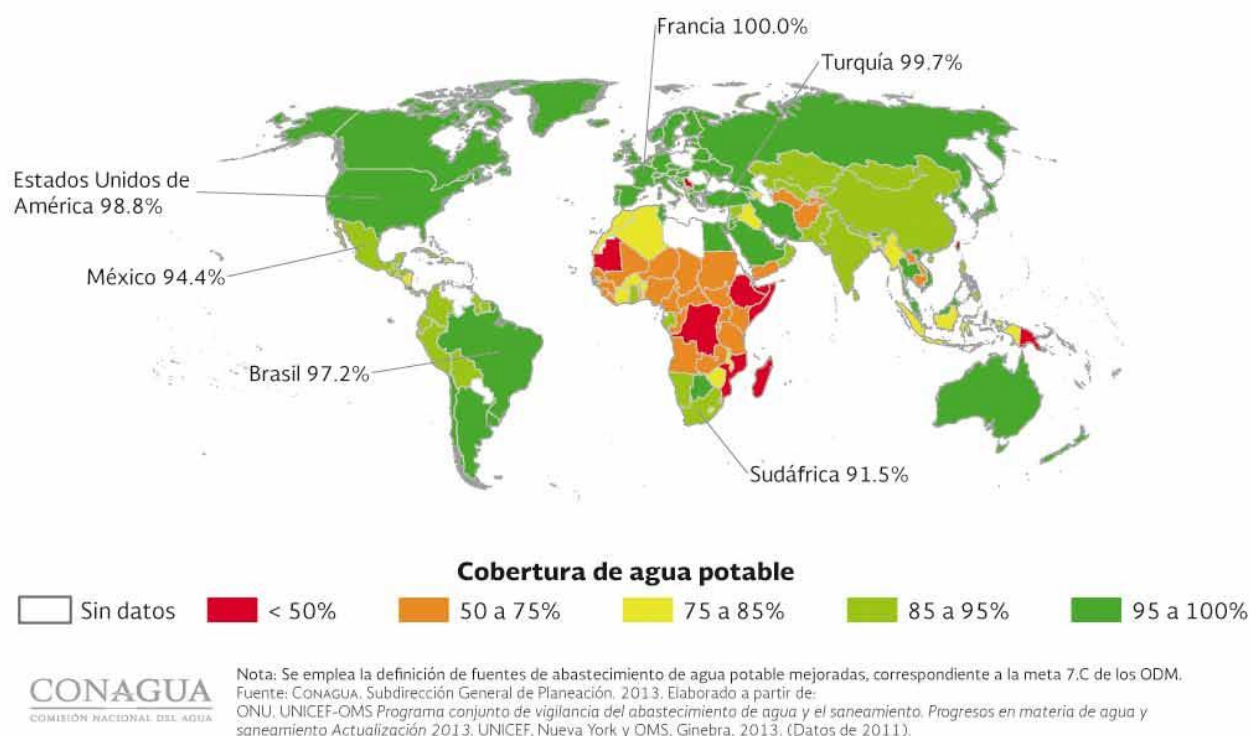 Francia 100.0%
Turquía 99.7%
Estados Unidos de
América 98.8%
México 94.4%
Brasil 97.2%
Sudáfrica 91.5%
Cobertura de agua potable
Sin datos
< 50%
50 a 75%
75 a 85%
85 a 95%
95 a 100%
CONAGUA
COMISIÓN NACIONAL DEL AGUA
Nota: Se emplea la definición de fuentes de abastecimiento de agua potable mejoradas, correspondiente a la meta 7.C de los ODM.
Fuente: CONAGUA. Subdirección General de Planeación. 2013. Elaborado a partir de:
ONU. UNICEF-OMS Programa conjunto de vigilancia del abastecimiento de agua y el saneamiento. Progresos en materia de agua y
saneamiento Actualización 2013. UNICEF, Nueva York y OMS, Ginebra, 2013. (Datos de 2011).